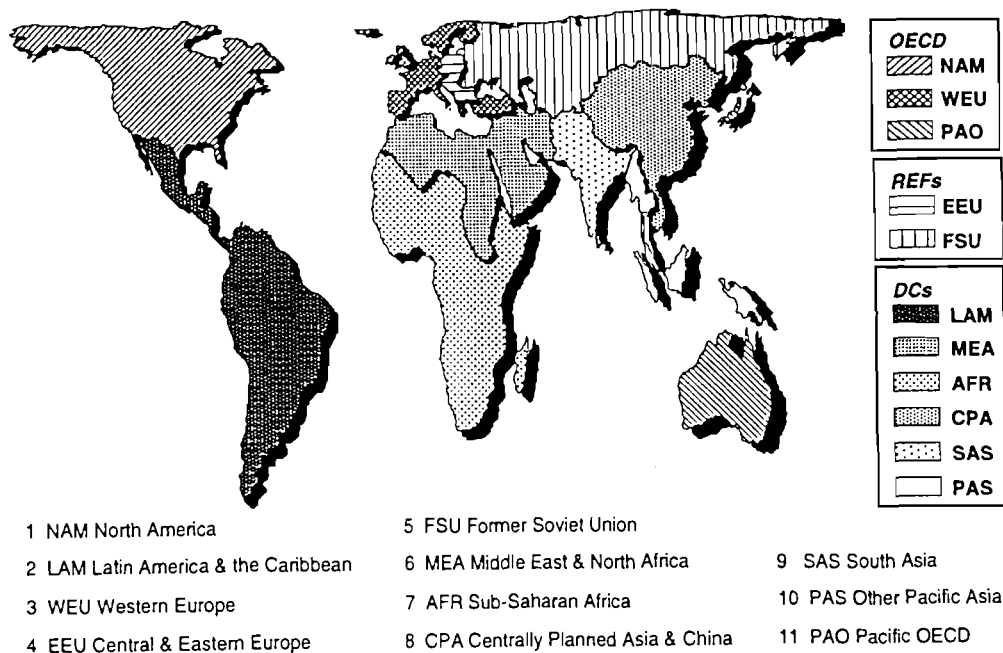 OECD
NAM
WEU
PAO
REFs
EEU
FSU
DCs
LAM
MEA
AFR
CPA
SAS
PAS
1 NAM North America
2 LAM Latin America & the Caribbean
3 WEU Western Europe
4 EEU Central & Eastern Europe
5 FSU Former Soviet Union
6 MEA Middle East & North Africa
7 AFR Sub-Saharan Africa
8 CPA Centrally Planned Asia & China
9 SAS South Asia
10 PAS Other Pacific Asia
11 PAO Pacific OECD